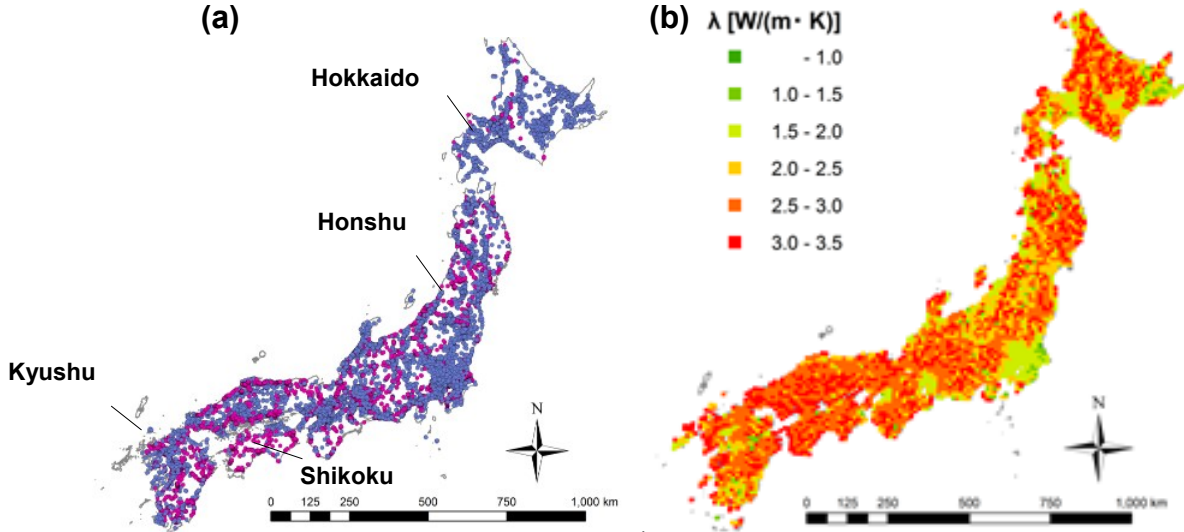 (a)
Hokkaido
Honshu
Kyushu
Shikoku
N
0 125 250 500 750 1,000 km
(b)
λ [W/(m・K)]
- 1.0
1.0 - 1.5
1.5 - 2.0
2.0 - 2.5
2.5 - 3.0
3.0 - 3.5
N
0 125 250 500 750 1,000 km